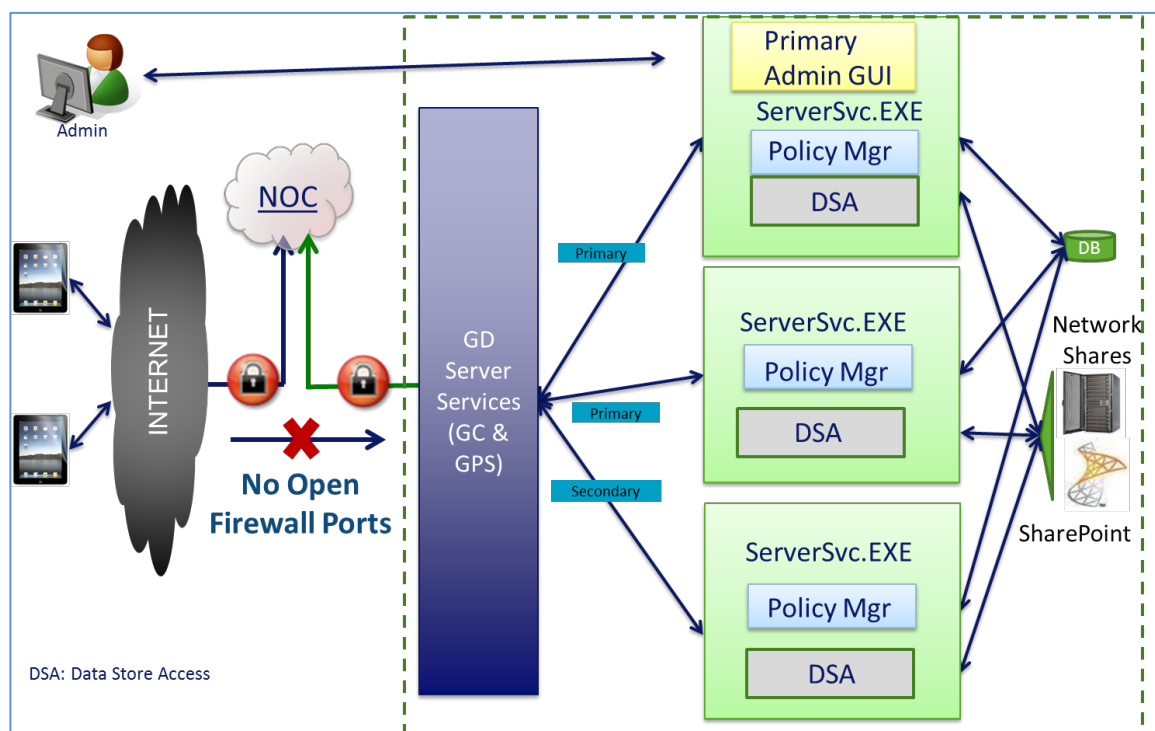 Admin
NOC
INTERNET
No Open
Firewall Ports
DSA: Data Store Access
GD
Server
Services
(GC &
GPS)
Primary
Primary
Secondary
Primary
Admin GUI
ServerSvc.EXE
Policy Mgr
DSA
ServerSvc.EXE
Policy Mgr
DSA
ServerSvc.EXE
Policy Mgr
DSA
DB
Network
Shares
SharePoint